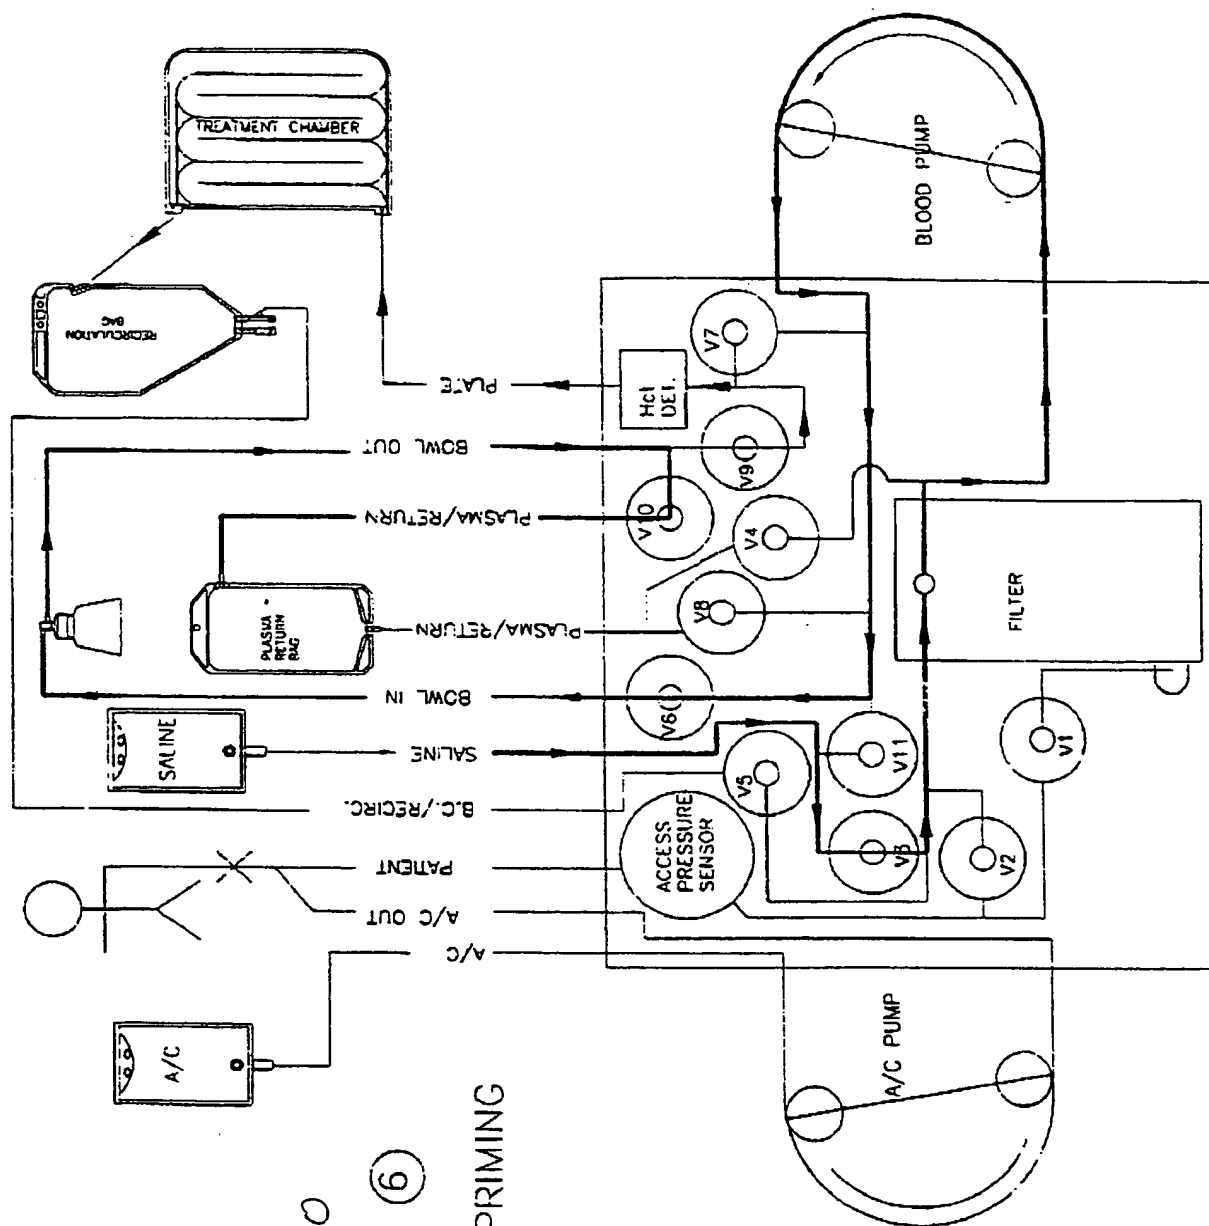 TREATMENT CHAMBER
RECIRCULATION
BAG
BLOOD PUMP
V7
Hct
DET.
PLATE
BOWL OUT
V9
V10
PLASMA/RETURN
V4
PLASMA
RETURN
BAG
PLASMA/RETURN
V8
FILTER
BOWL IN
V6
SALINE
SALINE
V11
V1
B.C./RECIRC.
V5
ACCESS
PRESSURE
SENSOR
V3
V2
PATIENT
A/C OUT
A/C
A/C
A/C PUMP
6
PRIMING